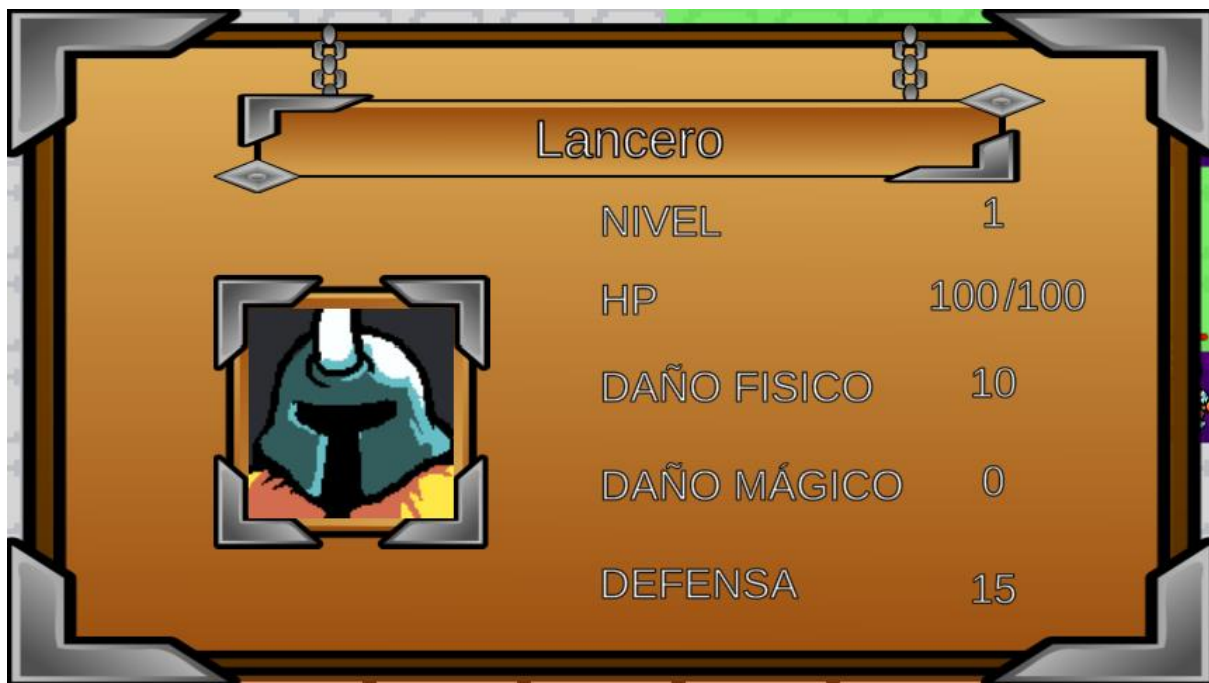 Lancero
NIVEL 1
HP 100/100
DAÑO FISICO 10
DAÑO MÁGICO 0
DEFENSA 15